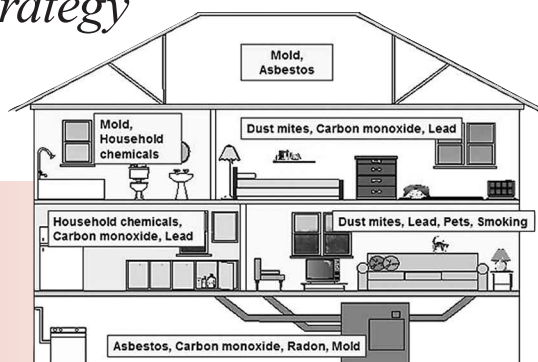 rategy
Mold,
Asbestos
Mold,
Household
chemicals
Dust mites, Carbon monoxide, Lead
Household chemicals,
Carbon monoxide, Lead
Dust mites, Lead, Pets, Smoking
Asbestos, Carbon monoxide, Radon, Mold